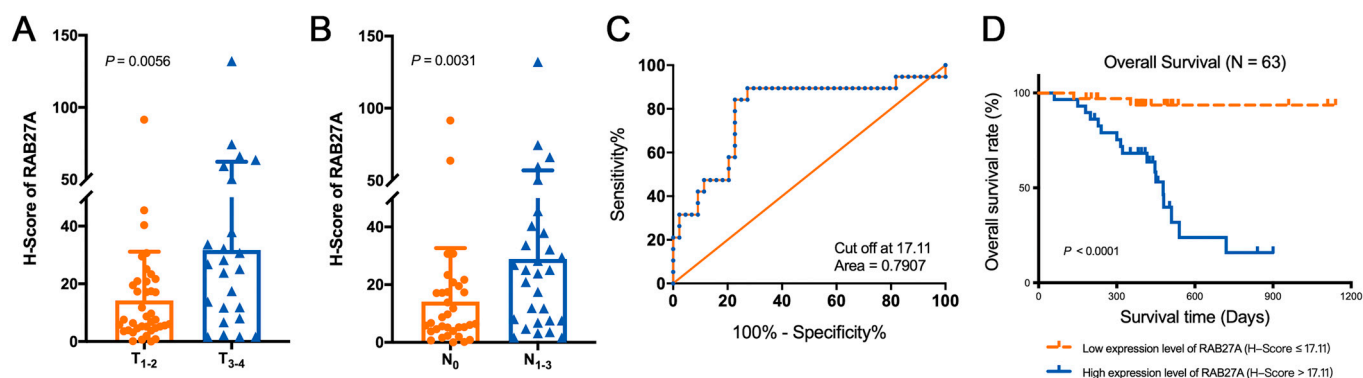 A
H-Score of RAB27A
150
100
50
40
20
0
P = 0.0056
T1-2
T3-4
B
H-Score of RAB27A
150
100
50
40
20
0
P = 0.0031
N0
N1-3
C
Sensitivity%
100
80
60
40
20
0
Cut off at 17.11
Area = 0.7907
0 20 40 60 80 100
100% - Specificity%
D
Overall Survival (N = 63)
Overall survival rate (%)
100
50
0
P < 0.0001
0 300 600 900 1200
Survival time (Days)
Low expression level of RAB27A (H–Score ≤ 17.11)
High expression level of RAB27A (H–Score > 17.11)